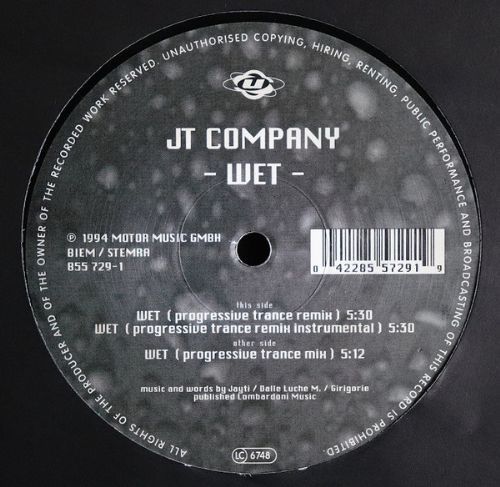 ALL RIGHTS OF THE PRODUCER AND OF THE OWNER OF THE RECORDED WORK RESERVED. UNAUTHORISED COPYING, HIRING, RENTING, PUBLIC PERFORMANCE AND BROADCASTING OF THIS RECORD IS PROHIBITED.
JT COMPANY
- WET -
℗ 1994 MOTOR MUSIC GMBH
BIEM / STEMRA
855 729-1
0 42285 57291 9
this side
WET ( progressive trance remix ) 5:30
WET ( progressive trance remix instrumental ) 5:30
other side
WET ( progressive trance mix ) 5:12
music and words by Jayti / Dalle Luche M. / Girigorie
published Lombardoni Music
LC 6748